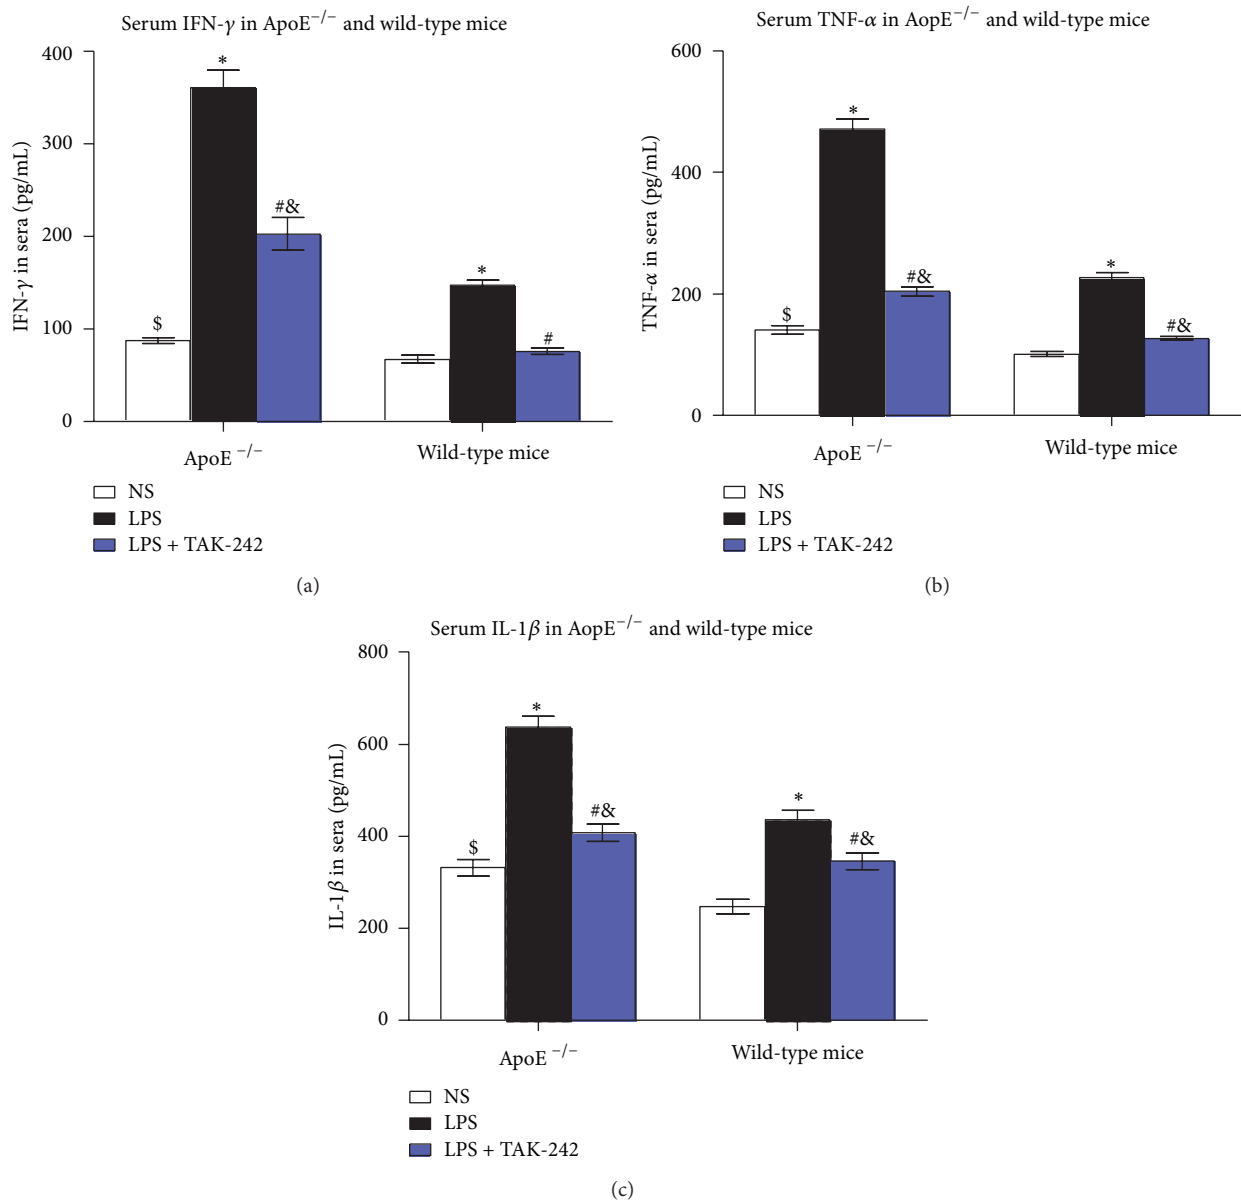 Serum IFN-γ in ApoE−/− and wild-type mice
IFN-γ in sera (pg/mL)
400
300
200
100
0
$
*
#&
*
#
ApoE −/−
Wild-type mice
NS
LPS
LPS + TAK-242
(a)
Serum TNF-α in AopE−/− and wild-type mice
TNF-α in sera (pg/mL)
600
400
200
0
$
*
#&
*
#&
ApoE −/−
Wild-type mice
NS
LPS
LPS + TAK-242
(b)
Serum IL-1β in AopE−/− and wild-type mice
IL-1β in sera (pg/mL)
800
600
400
200
0
$
*
#&
*
#&
ApoE −/−
Wild-type mice
NS
LPS
LPS + TAK-242
(c)